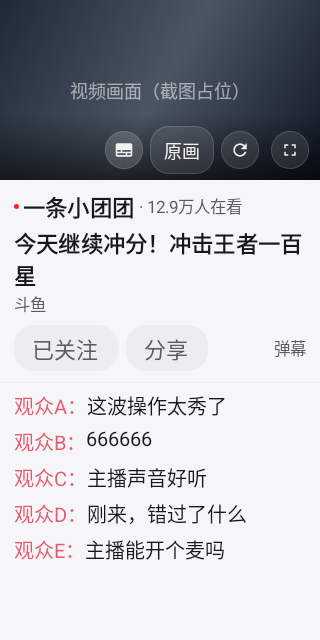 视频画面（截图占位）
原画
一条小团团 · 12.9万人在看
今天继续冲分！冲击王者一百
星
斗鱼
已关注 分享 弹幕
观众A：这波操作太秀了
观众B：666666
观众C：主播声音好听
观众D：刚来，错过了什么
观众E：主播能开个麦吗